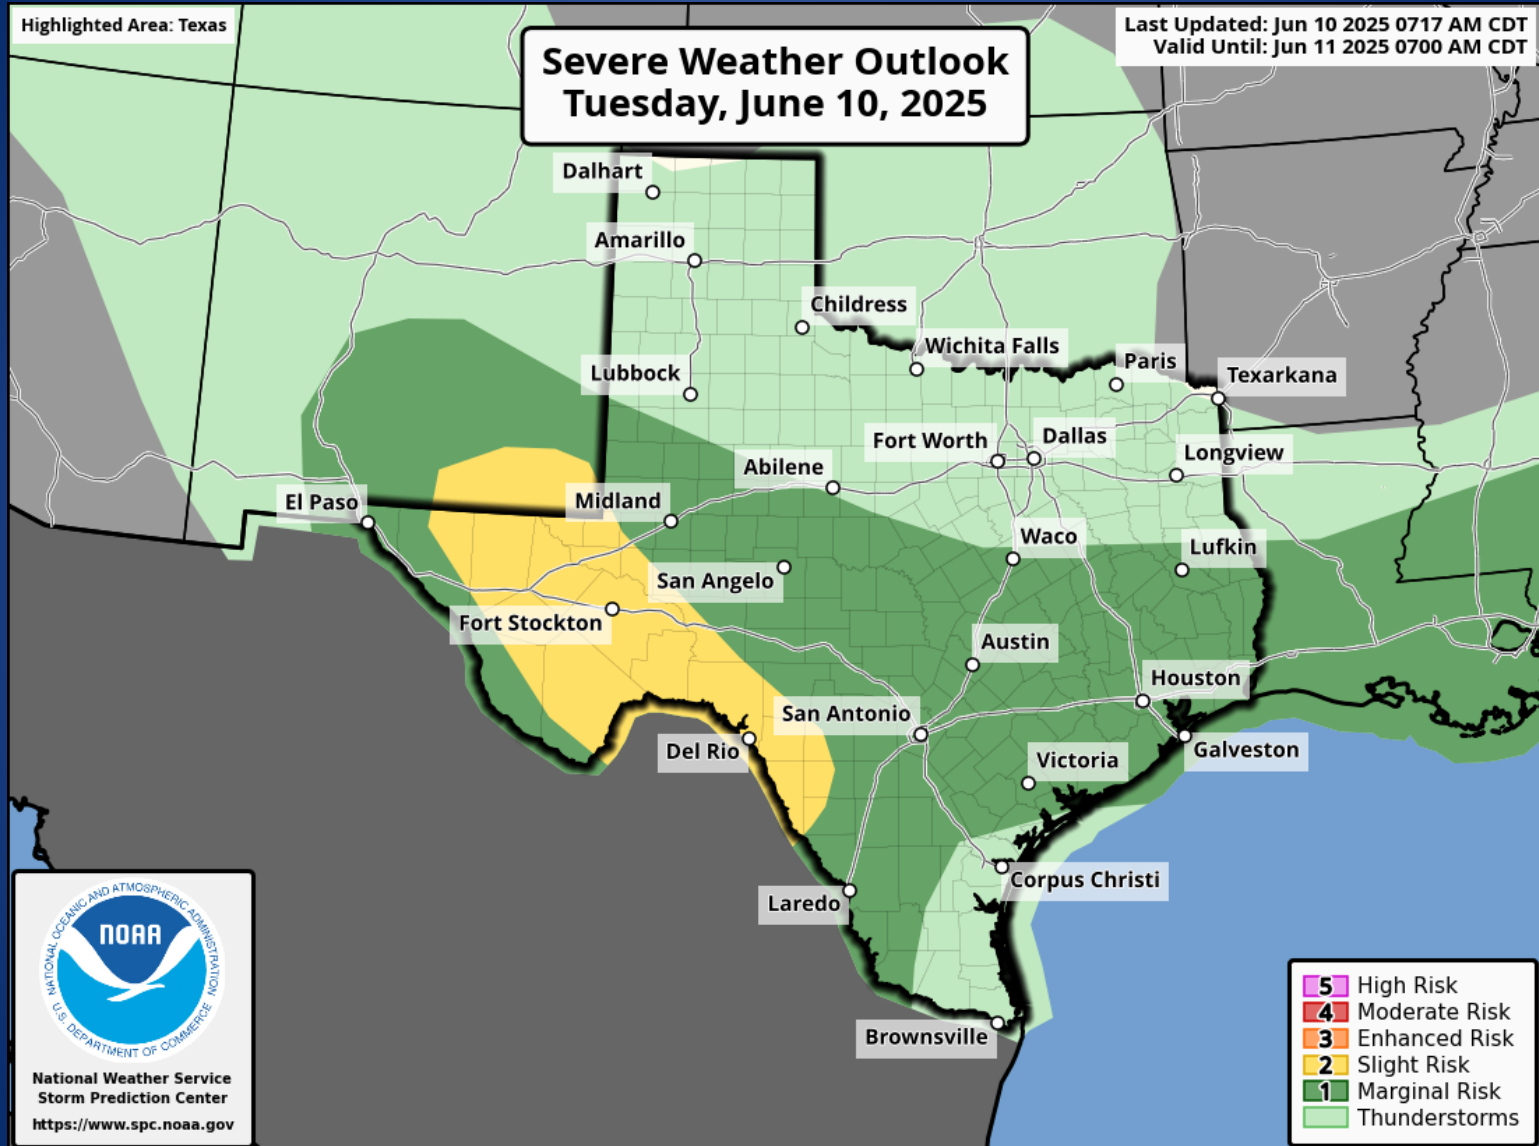 Highlighted Area: Texas
Last Updated: Jun 10 2025 0717 AM CDT
Valid Until: Jun 11 2025 0700 AM CDT
Severe Weather Outlook
Tuesday, June 10, 2025
Dalhart
Amarillo
Childress
Wichita Falls
Paris
Texarkana
Lubbock
Fort Worth
Dallas
Longview
Abilene
El Paso
Midland
Waco
Lufkin
San Angelo
Fort Stockton
Austin
Houston
San Antonio
Del Rio
Galveston
Victoria
Corpus Christi
Laredo
Brownsville
NATIONAL OCEANIC AND ATMOSPHERIC ADMINISTRATION
NOAA
U.S. DEPARTMENT OF COMMERCE
National Weather Service
Storm Prediction Center
https://www.spc.noaa.gov
5 High Risk
4 Moderate Risk
3 Enhanced Risk
2 Slight Risk
1 Marginal Risk
Thunderstorms